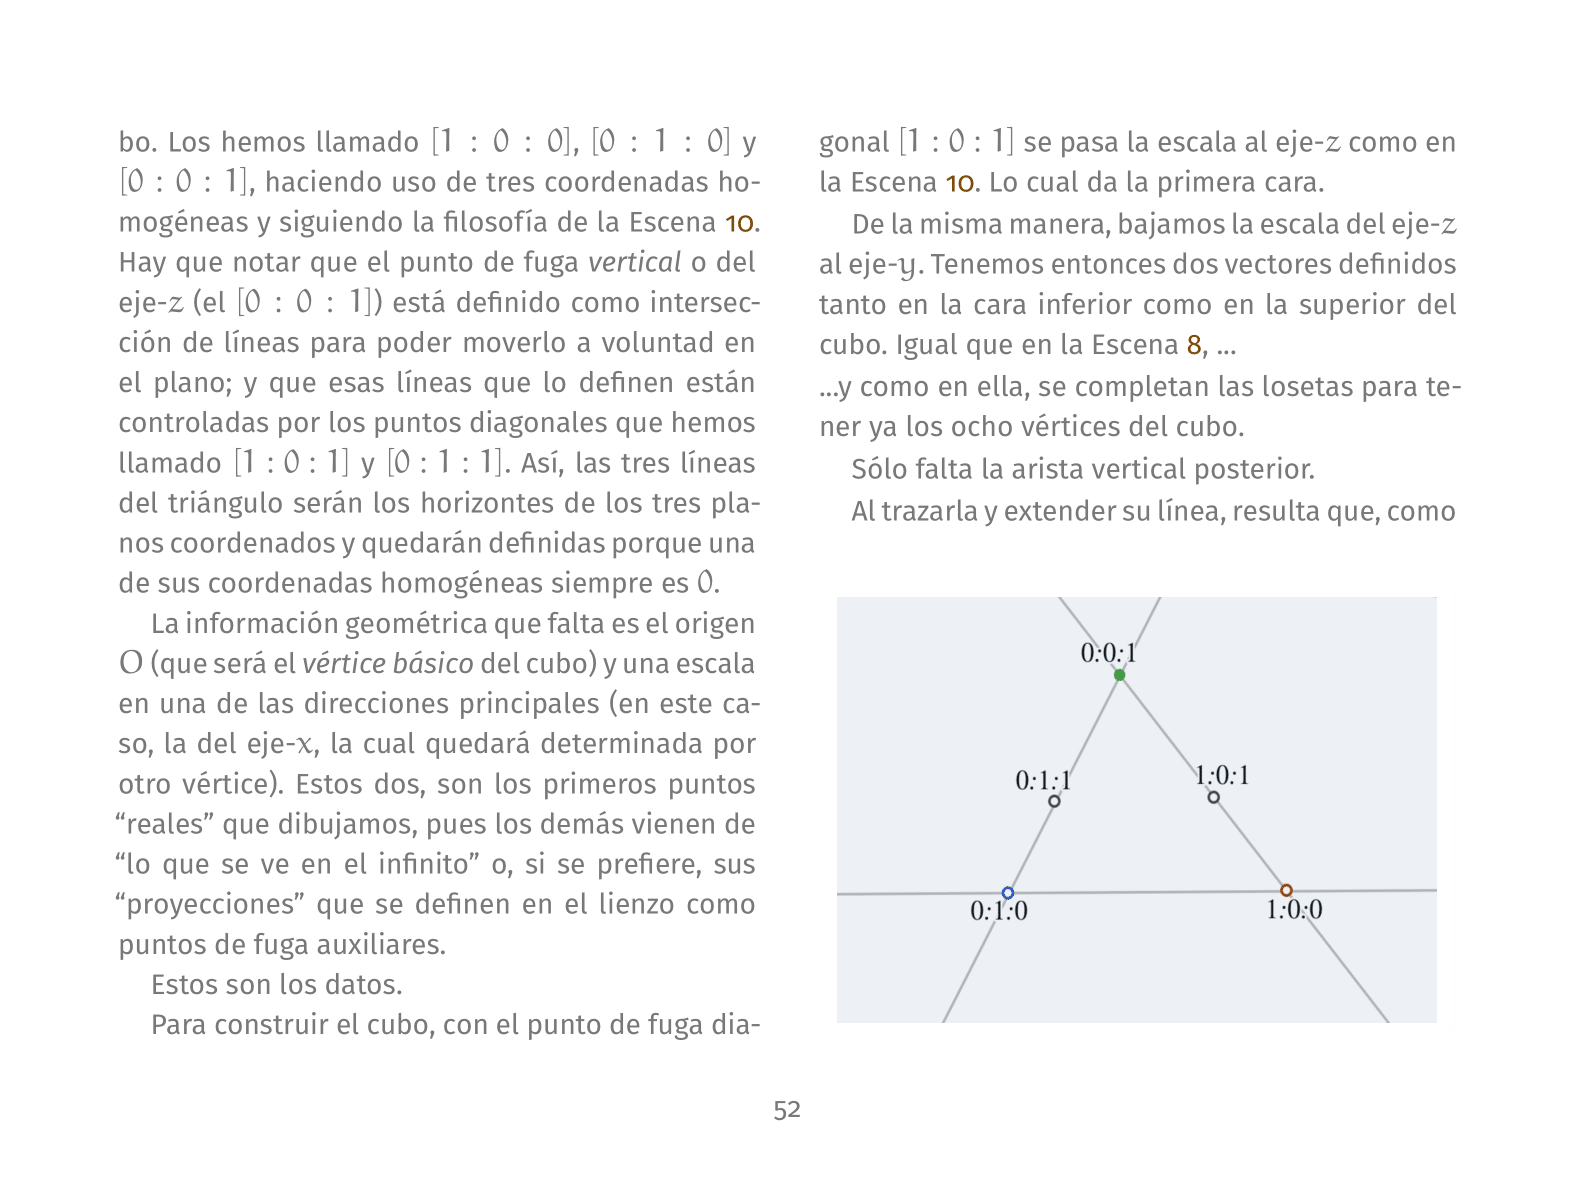 bo. Los hemos llamado [1 : 0 : 0], [0 : 1 : 0] y
[0 : 0 : 1], haciendo uso de tres coordenadas ho-
mogéneas y siguiendo la filosofía de la Escena 10.
Hay que notar que el punto de fuga vertical o del
eje-z (el [0 : 0 : 1]) está definido como intersec-
ción de líneas para poder moverlo a voluntad en
el plano; y que esas líneas que lo definen están
controladas por los puntos diagonales que hemos
llamado [1 : 0 : 1] y [0 : 1 : 1]. Así, las tres líneas
del triángulo serán los horizontes de los tres pla-
nos coordenados y quedarán definidas porque una
de sus coordenadas homogéneas siempre es 0.
La información geométrica que falta es el origen
O (que será el vértice básico del cubo) y una escala
en una de las direcciones principales (en este ca-
so, la del eje-x, la cual quedará determinada por
otro vértice). Estos dos, son los primeros puntos
“reales” que dibujamos, pues los demás vienen de
“lo que se ve en el infinito” o, si se prefiere, sus
“proyecciones” que se definen en el lienzo como
puntos de fuga auxiliares.
Estos son los datos.
Para construir el cubo, con el punto de fuga dia-
gonal [1 : 0 : 1] se pasa la escala al eje-z como en
la Escena 10. Lo cual da la primera cara.
De la misma manera, bajamos la escala del eje-z
al eje-y. Tenemos entonces dos vectores definidos
tanto en la cara inferior como en la superior del
cubo. Igual que en la Escena 8, ...
...y como en ella, se completan las losetas para te-
ner ya los ocho vértices del cubo.
Sólo falta la arista vertical posterior.
Al trazarla y extender su línea, resulta que, como
0:0:1
0:1:1
1:0:1
0:1:0
1:0:0
52